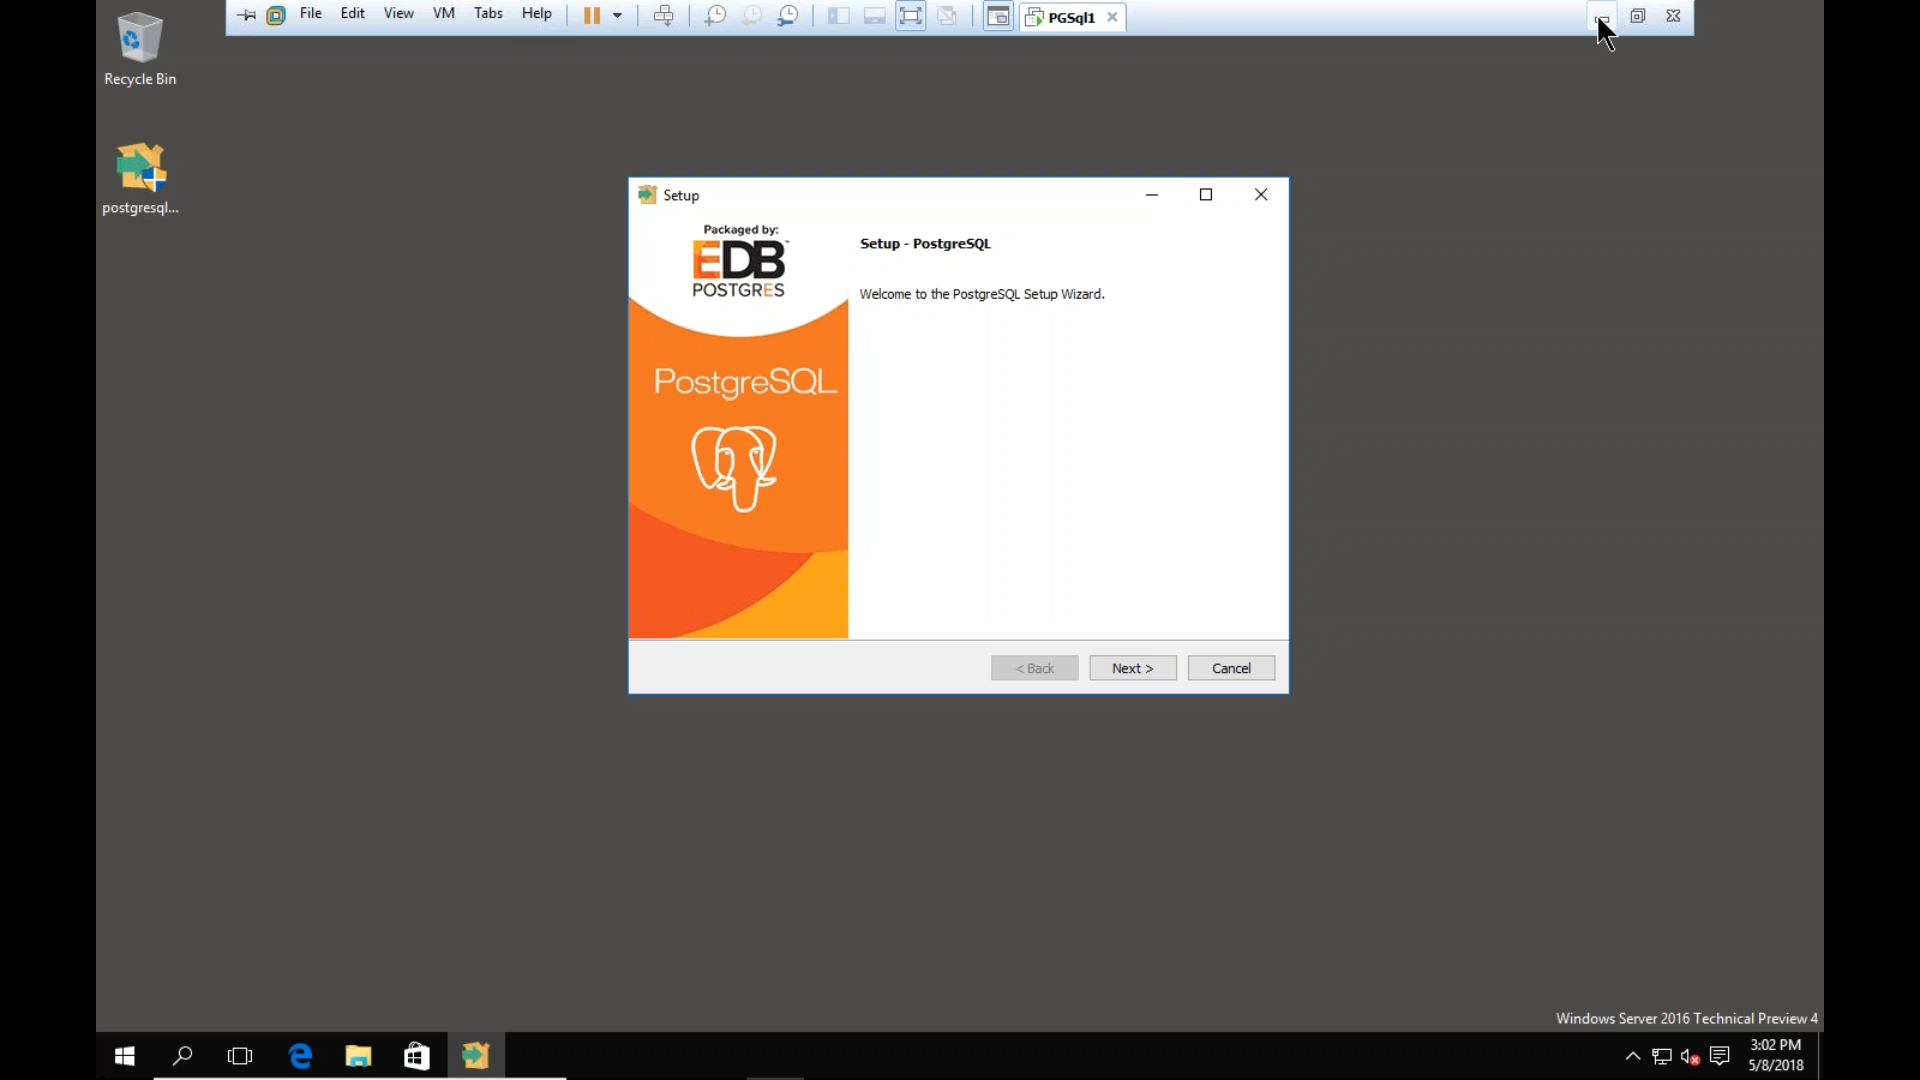 File Edit View VM Tabs Help PGSql1
Recycle Bin
postgresql...
Setup
Packaged by:
EDB™
POSTGRES
PostgreSQL
Setup - PostgreSQL
Welcome to the PostgreSQL Setup Wizard.
< Back Next > Cancel
Windows Server 2016 Technical Preview 4
3:02 PM
5/8/2018